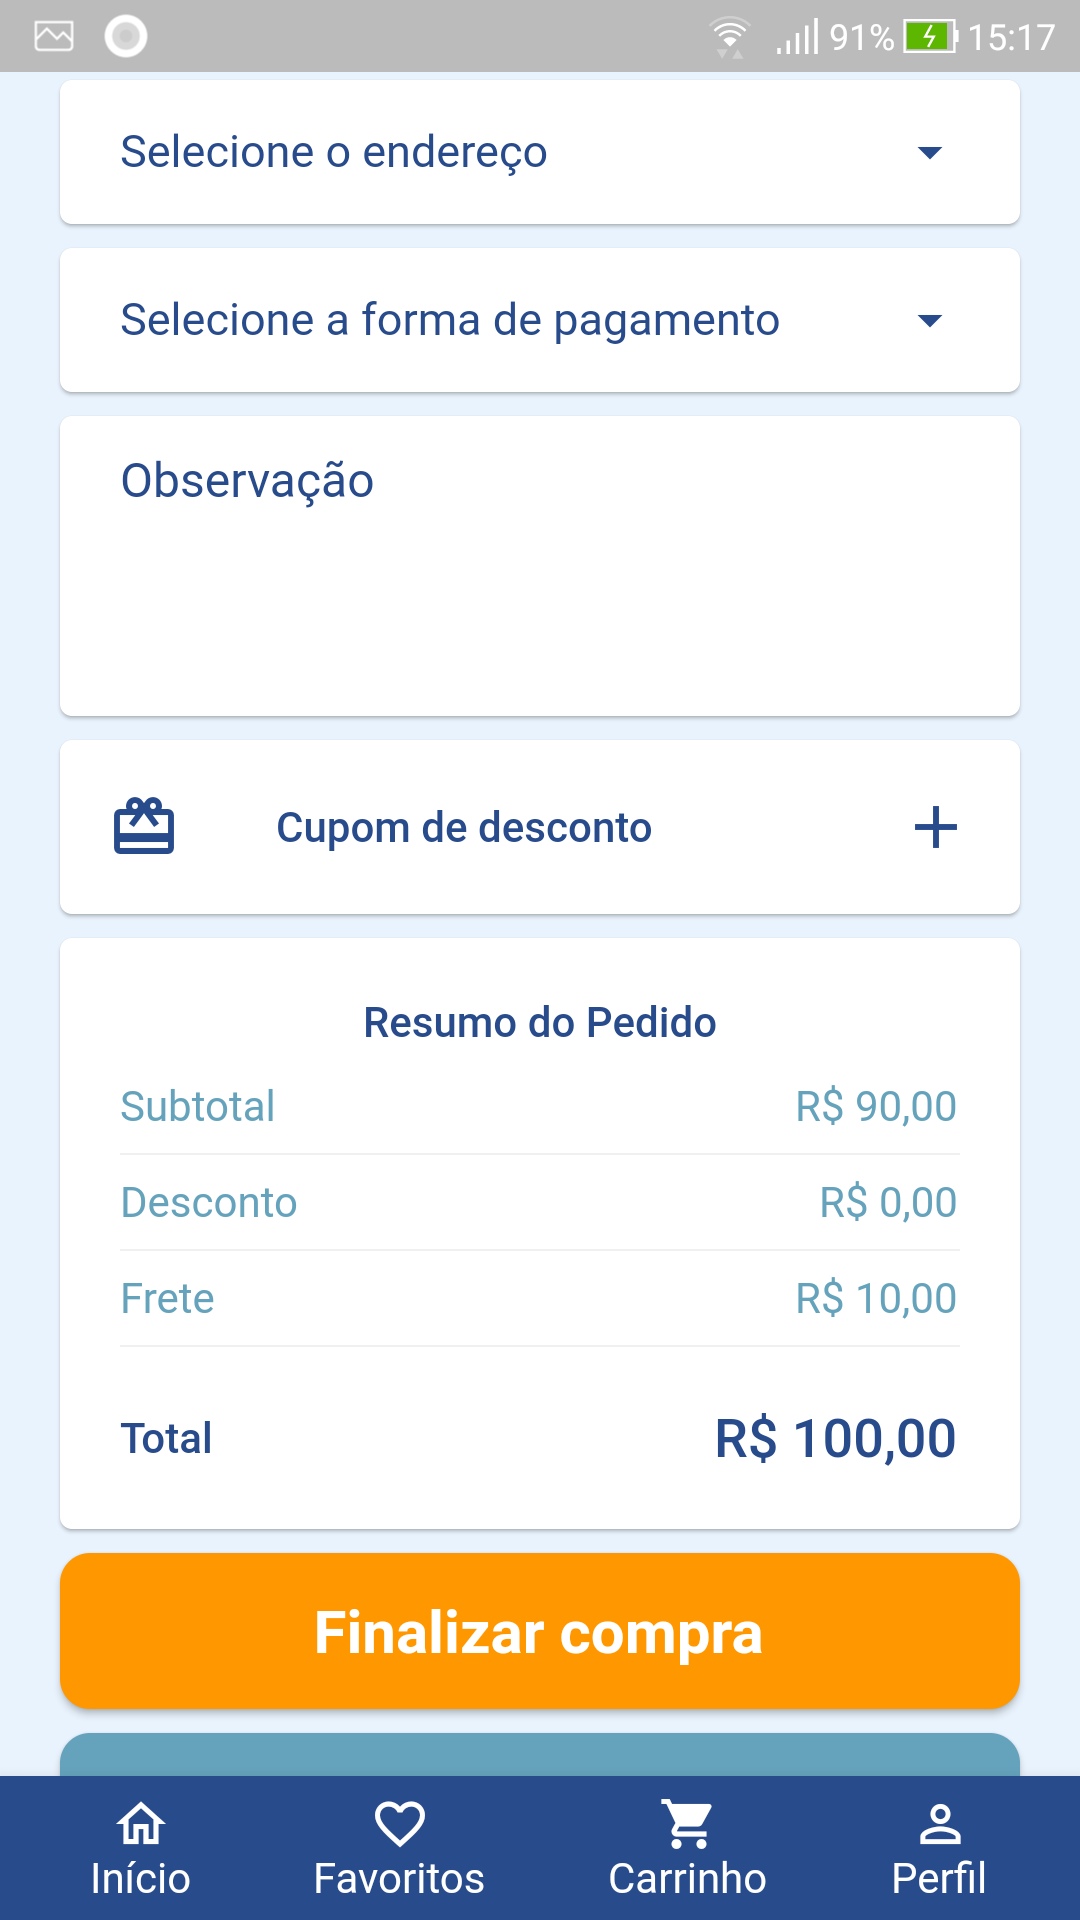 91% 15:17
Selecione o endereço
Selecione a forma de pagamento
Observação
Cupom de desconto
Resumo do Pedido
Subtotal R$ 90,00
Desconto R$ 0,00
Frete R$ 10,00
Total R$ 100,00
Finalizar compra
Início Favoritos Carrinho Perfil